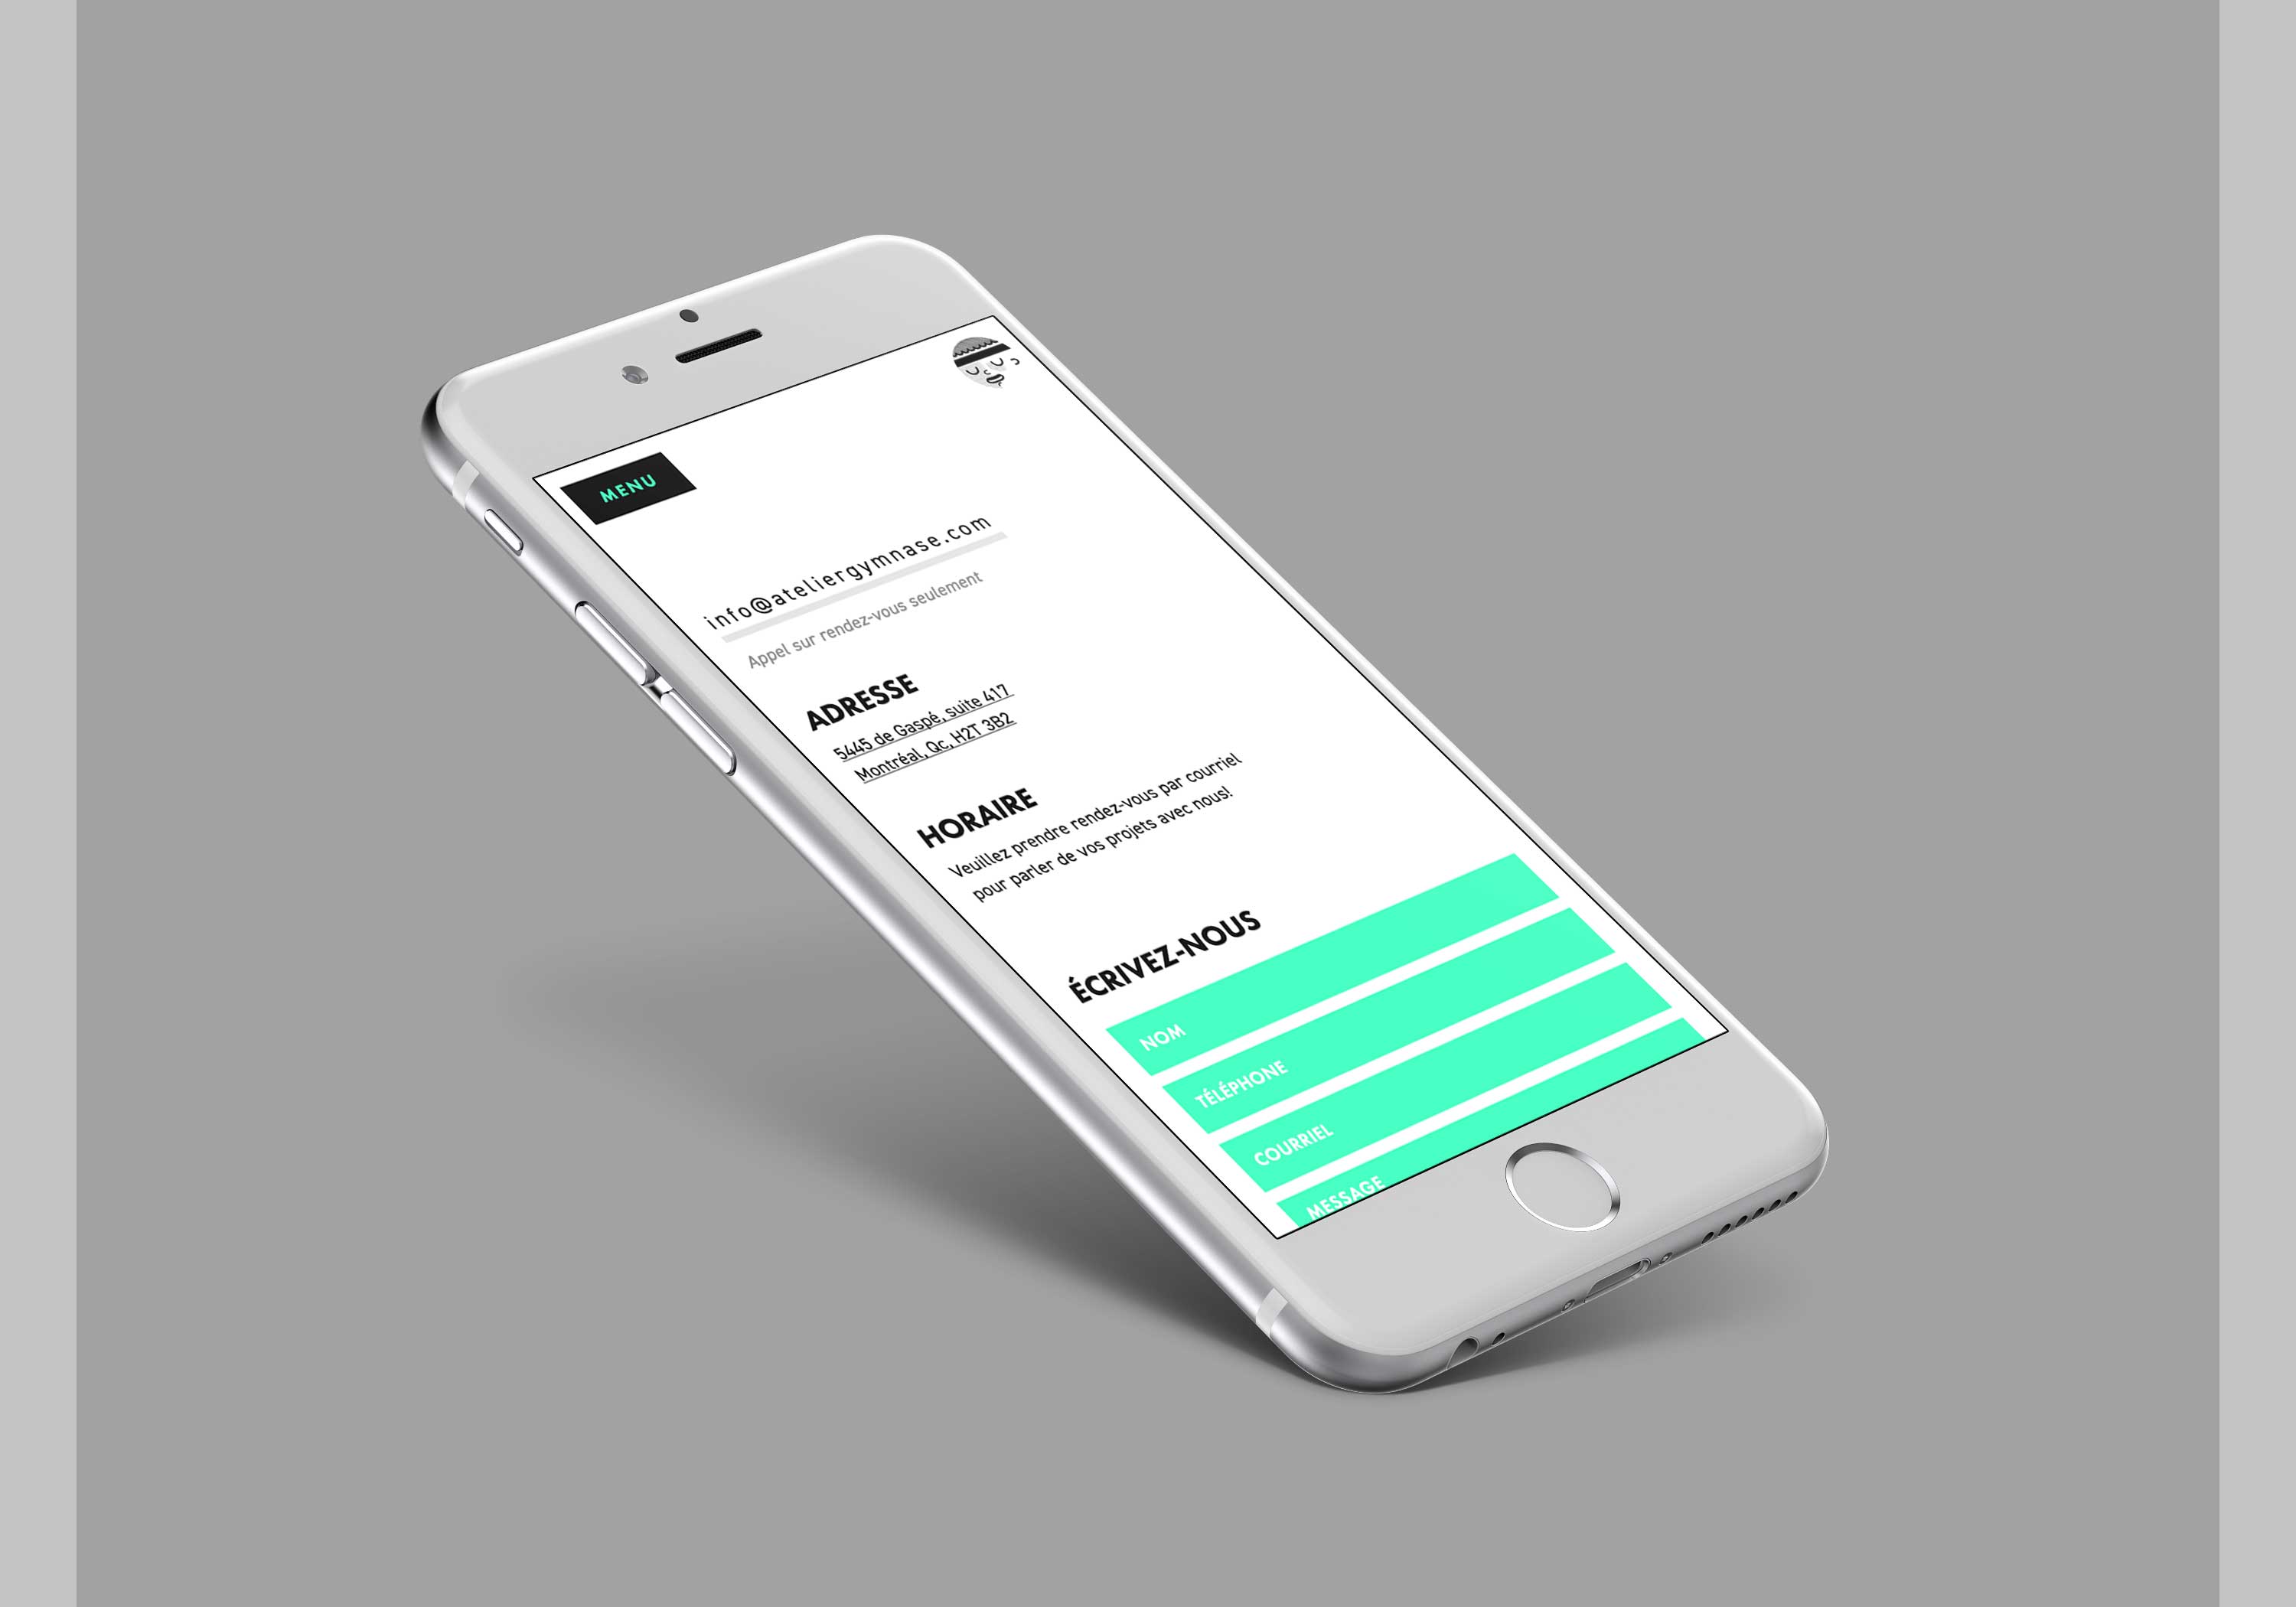 MENU
info@ateliergymnase.com
Appel sur rendez-vous seulement
ADRESSE
5445 de Gaspé, suite 417
Montréal, Qc, H2T 3B2
HORAIRE
Veuillez prendre rendez-vous par courriel
pour parler de vos projets avec nous!
ÉCRIVEZ-NOUS
NOM
TÉLÉPHONE
COURRIEL
MESSAGE